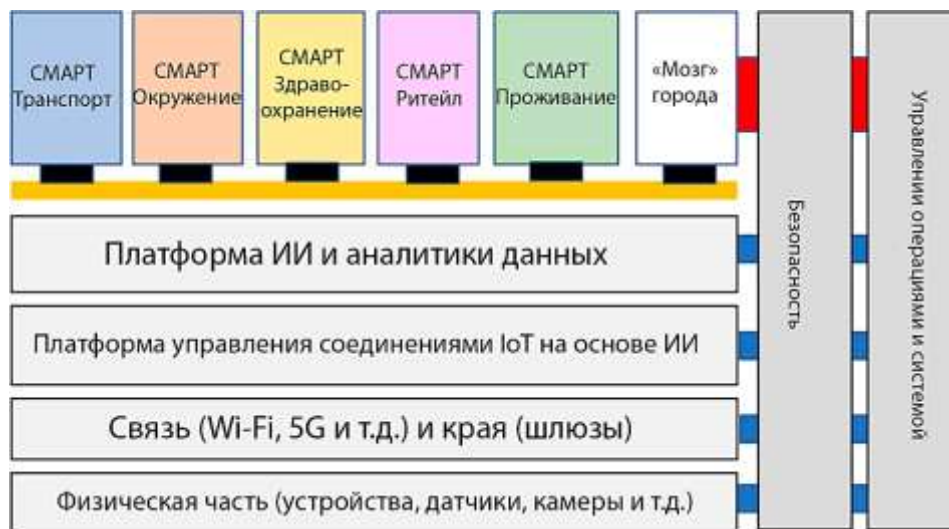 СМАРТ
Транспорт
СМАРТ
Окружение
СМАРТ
Здраво-
охранение
СМАРТ
Ритейл
СМАРТ
Проживание
«Мозг»
города
Платформа ИИ и аналитики данных
Платформа управления соединениями IoT на основе ИИ
Связь (Wi-Fi, 5G и т.д.) и края (шлюзы)
Физическая часть (устройства, датчики, камеры и т.д.)
Безопасность
Управлении операциями и системой